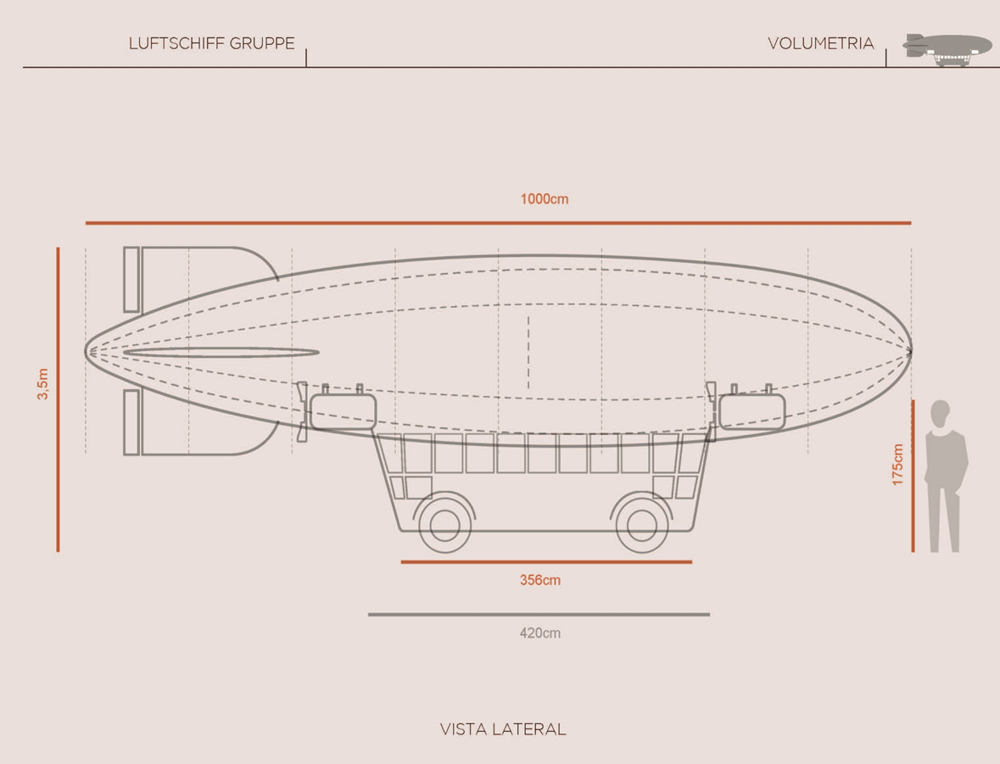 LUFTSCHIFF GRUPPE
VOLUMETRIA
1000cm
3,5m
175cm
356cm
420cm
VISTA LATERAL